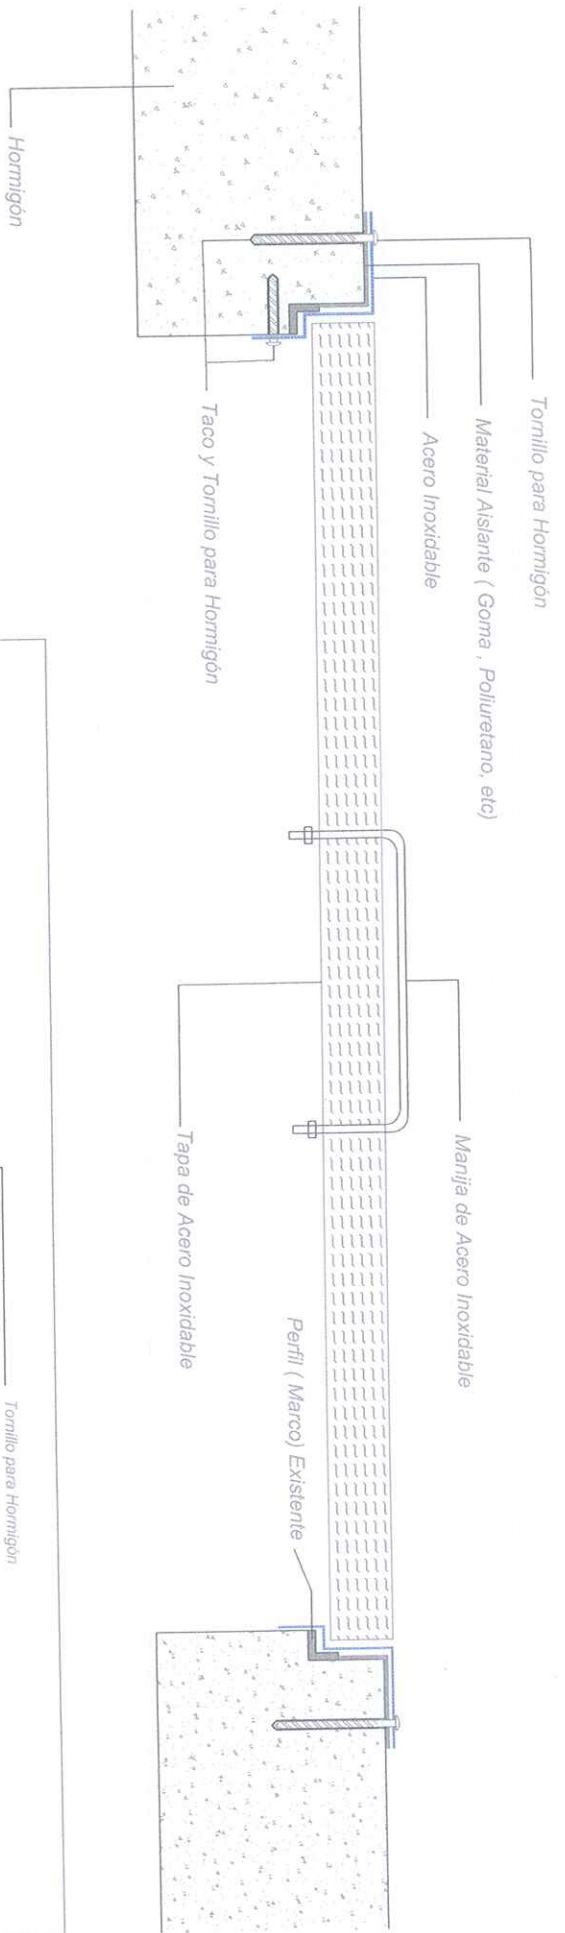 Tornillo para Hormigón
Material Aislante ( Goma , Poliuretano, etc)
Acero Inoxidable
Manija de Acero Inoxidable
Perfil ( Marco) Existente
Hormigón
Taco y Tornillo para Hormigón
Tapa de Acero Inoxidable
Tornillo para Hormigón